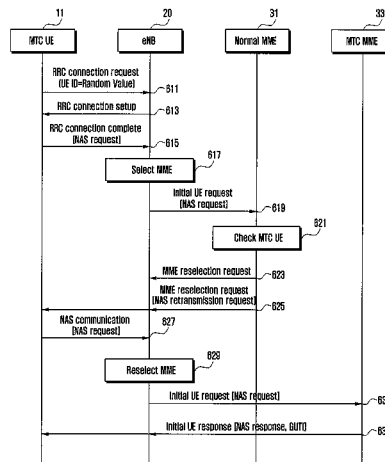 11
20
31
33
MTC UE
eNB
Normal MME
MTC MME
RRC connection request
(UE ID=Random Value)
611
RRC connection setup
613
RRC connection complete
[NAS request]
615
617
Select MME
Initial UE request
[NAS request]
619
621
Check MTC UE
MME reselection request
623
MME reselection request
[NAS retransmission request]
625
NAS communication
[NAS request]
627
629
Reselect MME
Initial UE request [NAS request]
Initial UE response [NAS response, GUTI]